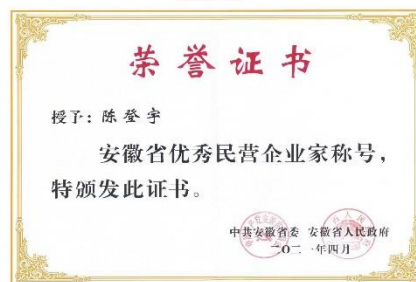 荣誉证书
授予：陈登宇
安徽省优秀民营企业家称号，
特颁发此证书。
中共安徽省委 安徽省人民政府
二〇二一年四月